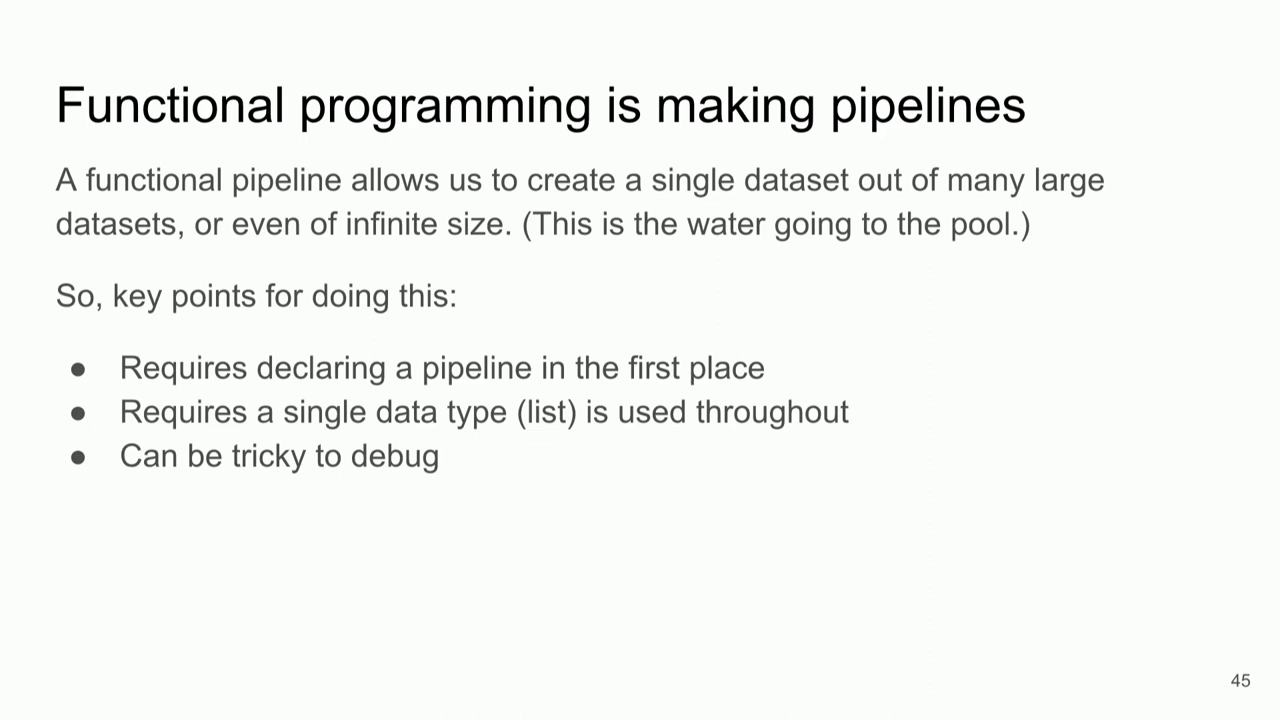 Functional programming is making pipelines
A functional pipeline allows us to create a single dataset out of many large
datasets, or even of infinite size. (This is the water going to the pool.)
So, key points for doing this:
● Requires declaring a pipeline in the first place
● Requires a single data type (list) is used throughout
● Can be tricky to debug
45